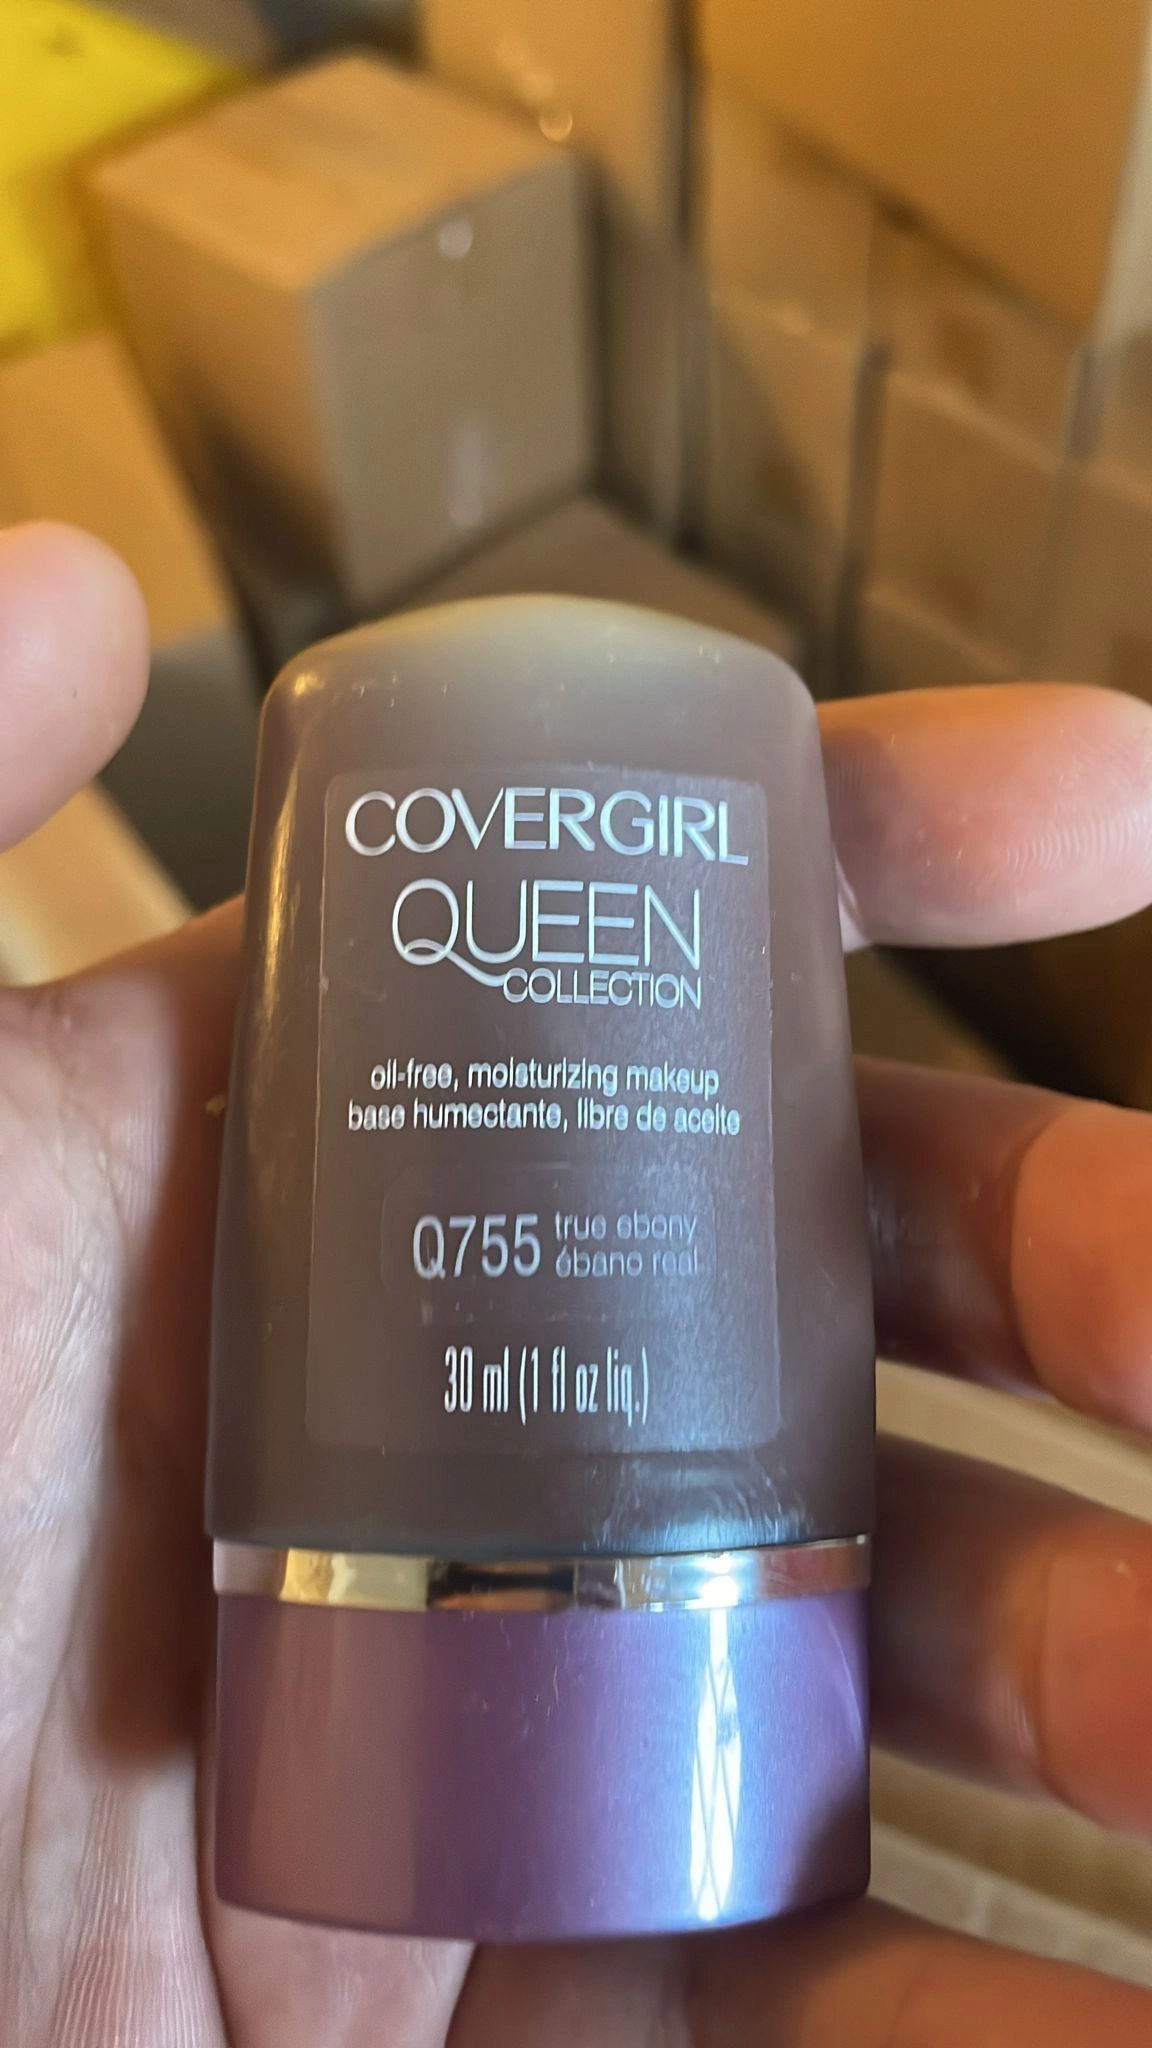 COVERGIRL
QUEEN
COLLECTION
oil-free, moisturizing makeup
base humectante, libre de aceite
Q755 true ebony
ébano real
30 ml (1 fl oz liq.)